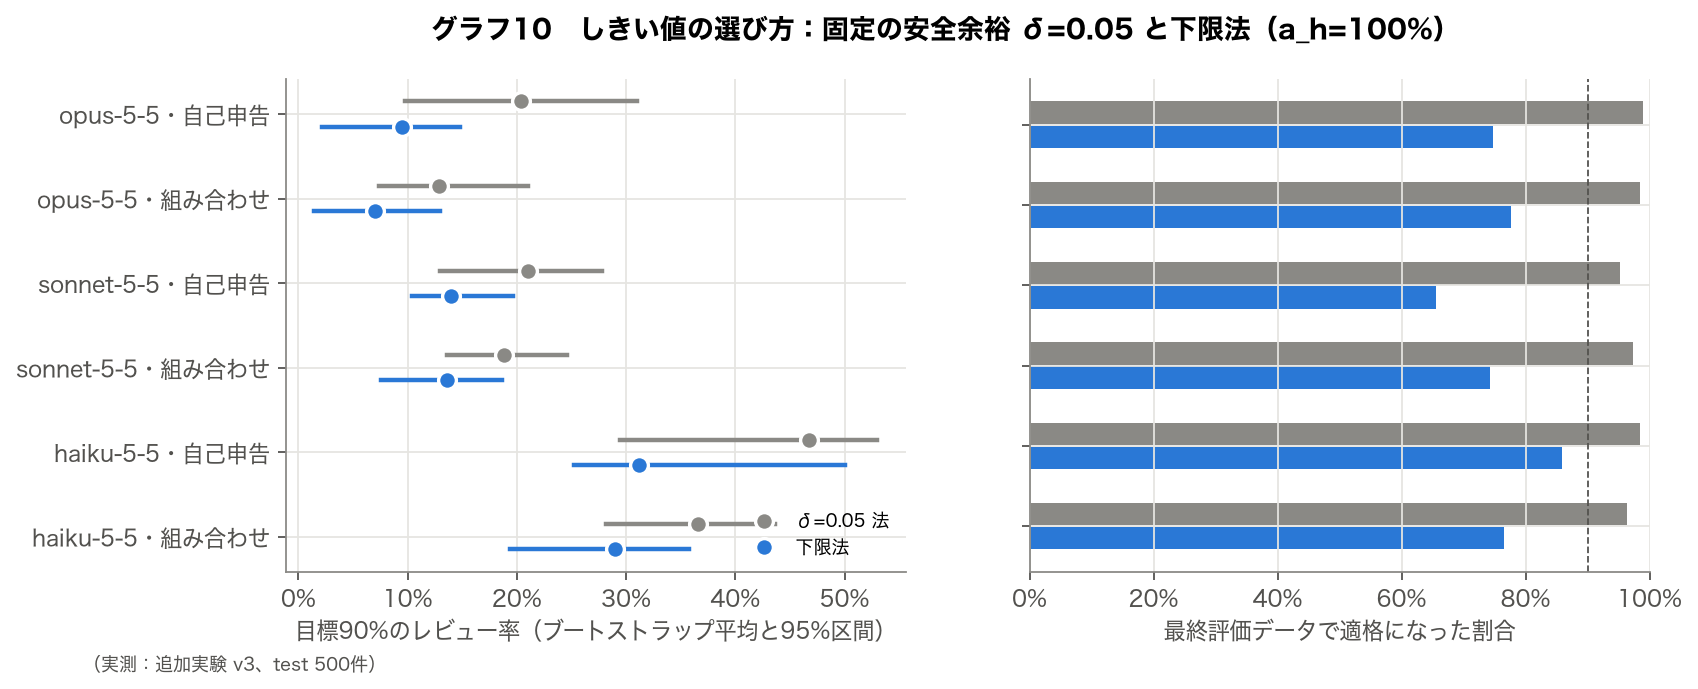 グラフ10　しきい値の選び方：固定の安全余裕 δ=0.05 と下限法（a_h=100%）
opus-5-5・自己申告
opus-5-5・組み合わせ
sonnet-5-5・自己申告
sonnet-5-5・組み合わせ
haiku-5-5・自己申告
haiku-5-5・組み合わせ
δ=0.05 法
下限法
0% 10% 20% 30% 40% 50%
目標90%のレビュー率（ブートストラップ平均と95%区間）
0% 20% 40% 60% 80% 100%
最終評価データで適格になった割合
（実測：追加実験 v3、test 500件）